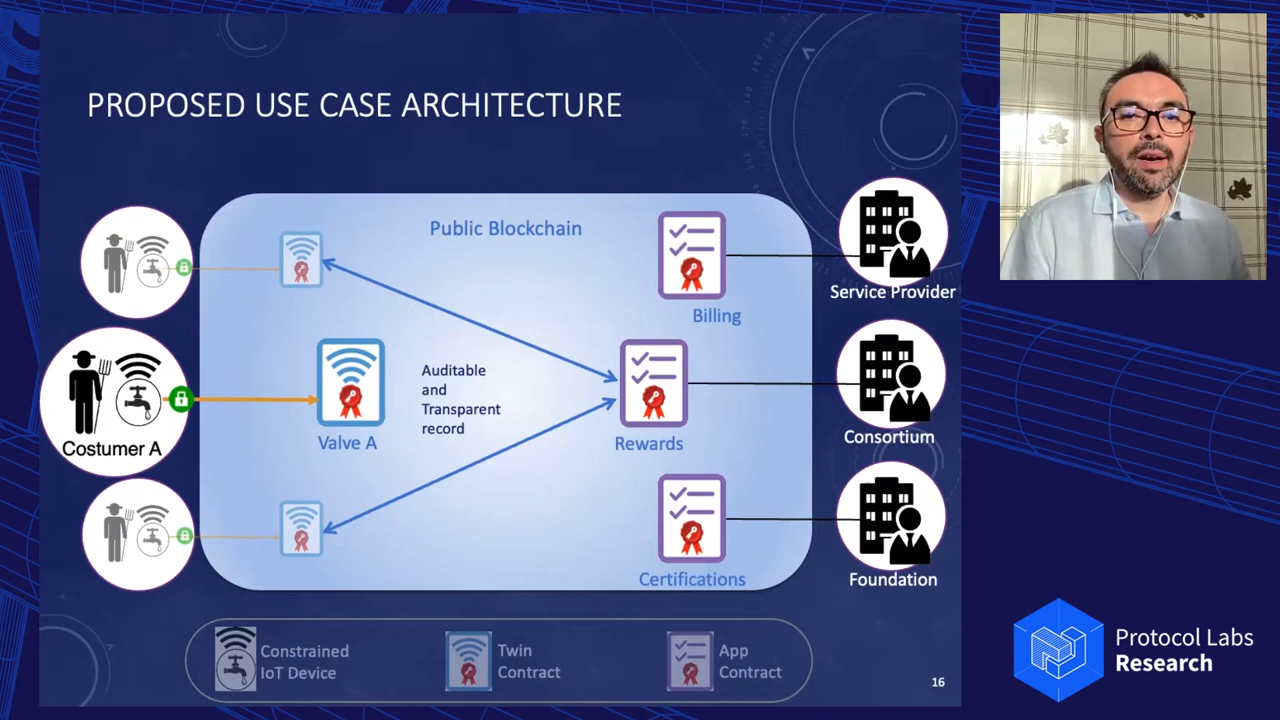 PROPOSED USE CASE ARCHITECTURE
Public Blockchain
Billing
Service Provider
Costumer A
Valve A
Auditable
and
Transparent
record
Rewards
Consortium
Certifications
Foundation
Constrained
IoT Device
Twin
Contract
App
Contract
16
Protocol Labs
Research